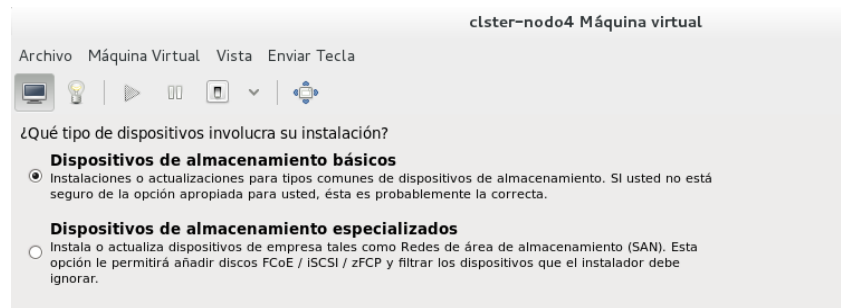 clster-nodo4 Máquina virtual
Archivo Máquina Virtual Vista Enviar Tecla
¿Qué tipo de dispositivos involucra su instalación?
Dispositivos de almacenamiento básicos
Instalaciones o actualizaciones para tipos comunes de dispositivos de almacenamiento. SI usted no está
seguro de la opción apropiada para usted, ésta es probablemente la correcta.
Dispositivos de almacenamiento especializados
Instala o actualiza dispositivos de empresa tales como Redes de área de almacenamiento (SAN). Esta
opción le permitirá añadir discos FCoE / iSCSI / zFCP y filtrar los dispositivos que el instalador debe
ignorar.